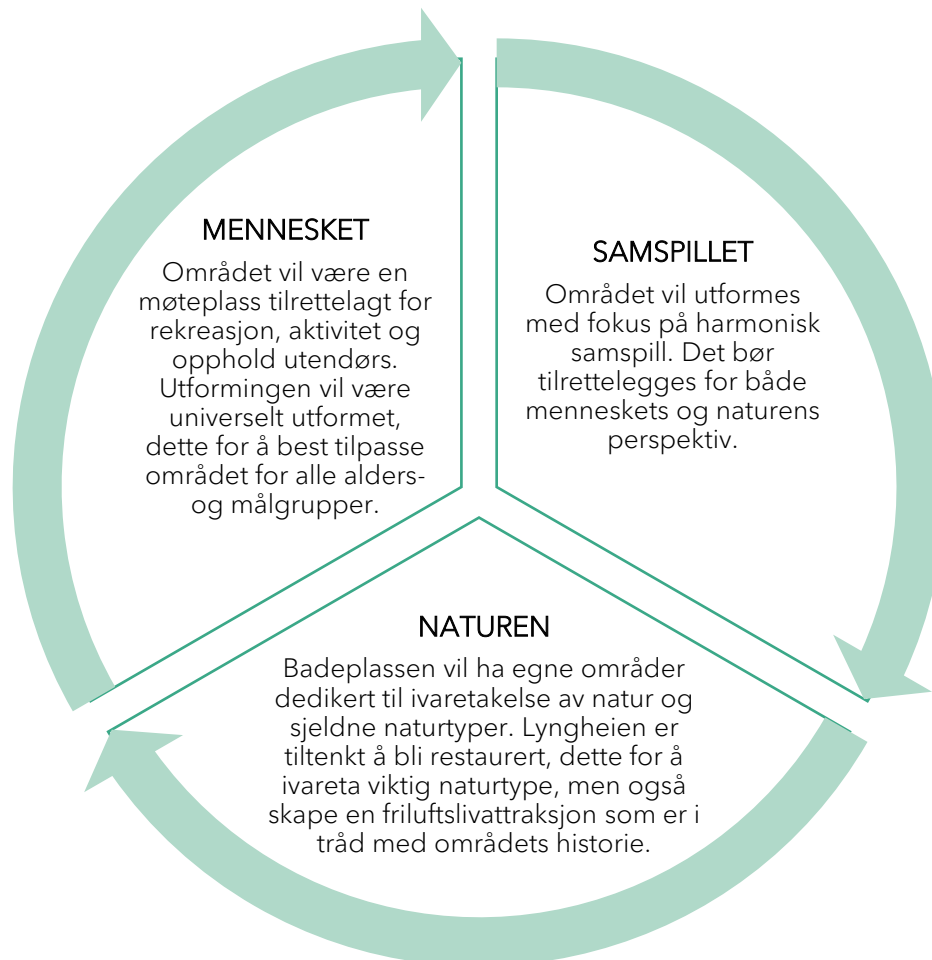 MENNESKET
Området vil være en
møteplass tilrettelagt for
rekreasjon, aktivitet og
opphold utendørs.
Utformingen vil være
universelt utformet,
dette for å best tilpasse
området for alle alders-
og målgrupper.
SAMSPILLET
Området vil utformes
med fokus på harmonisk
samspill. Det bør
tilrettelegges for både
menneskets og naturens
perspektiv.
NATUREN
Badeplassen vil ha egne områder
dedikert til ivaretakelse av natur og
sjeldne naturtyper. Lyngheien er
tiltenkt å bli restaurert, dette for å
ivareta viktig naturtype, men også
skape en friluftslivattraksjon som er i
tråd med områdets historie.